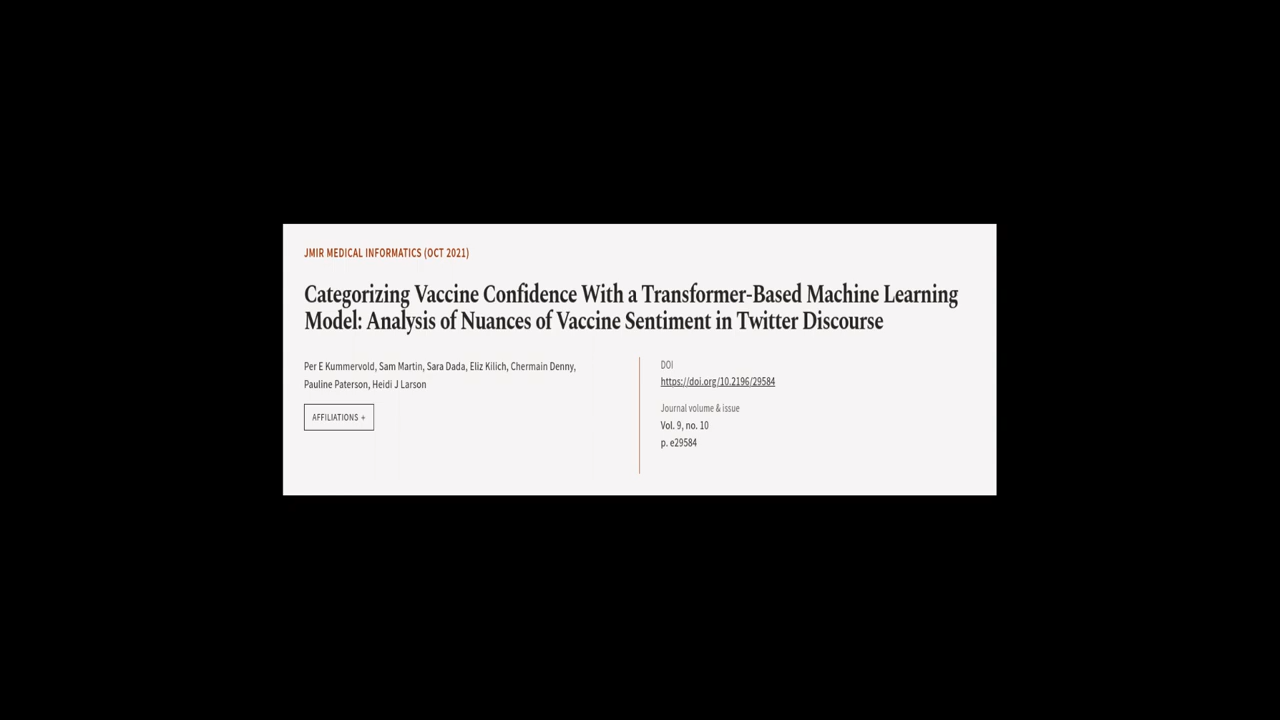 JMIR MEDICAL INFORMATICS (OCT 2021)
Categorizing Vaccine Confidence With a Transformer-Based Machine Learning
Model: Analysis of Nuances of Vaccine Sentiment in Twitter Discourse
Per E Kummervold, Sam Martin, Sara Dada, Eliz Kilich, Chermain Denny,
Pauline Paterson, Heidi J Larson
AFFILIATIONS +
DOI
https://doi.org/10.2196/29584
Journal volume & issue
Vol. 9, no. 10
p. e29584